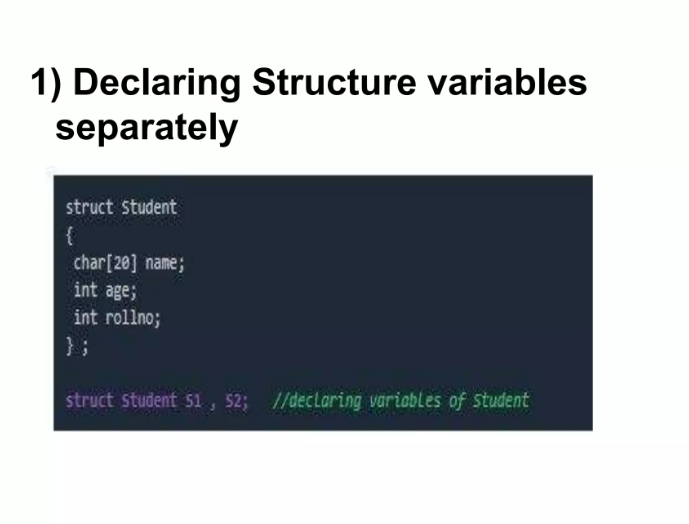 1) Declaring Structure variables
separately
struct Student
{
char[20] name;
int age;
int rollno;
} ;
struct Student S1 , S2; //declaring variables of Student